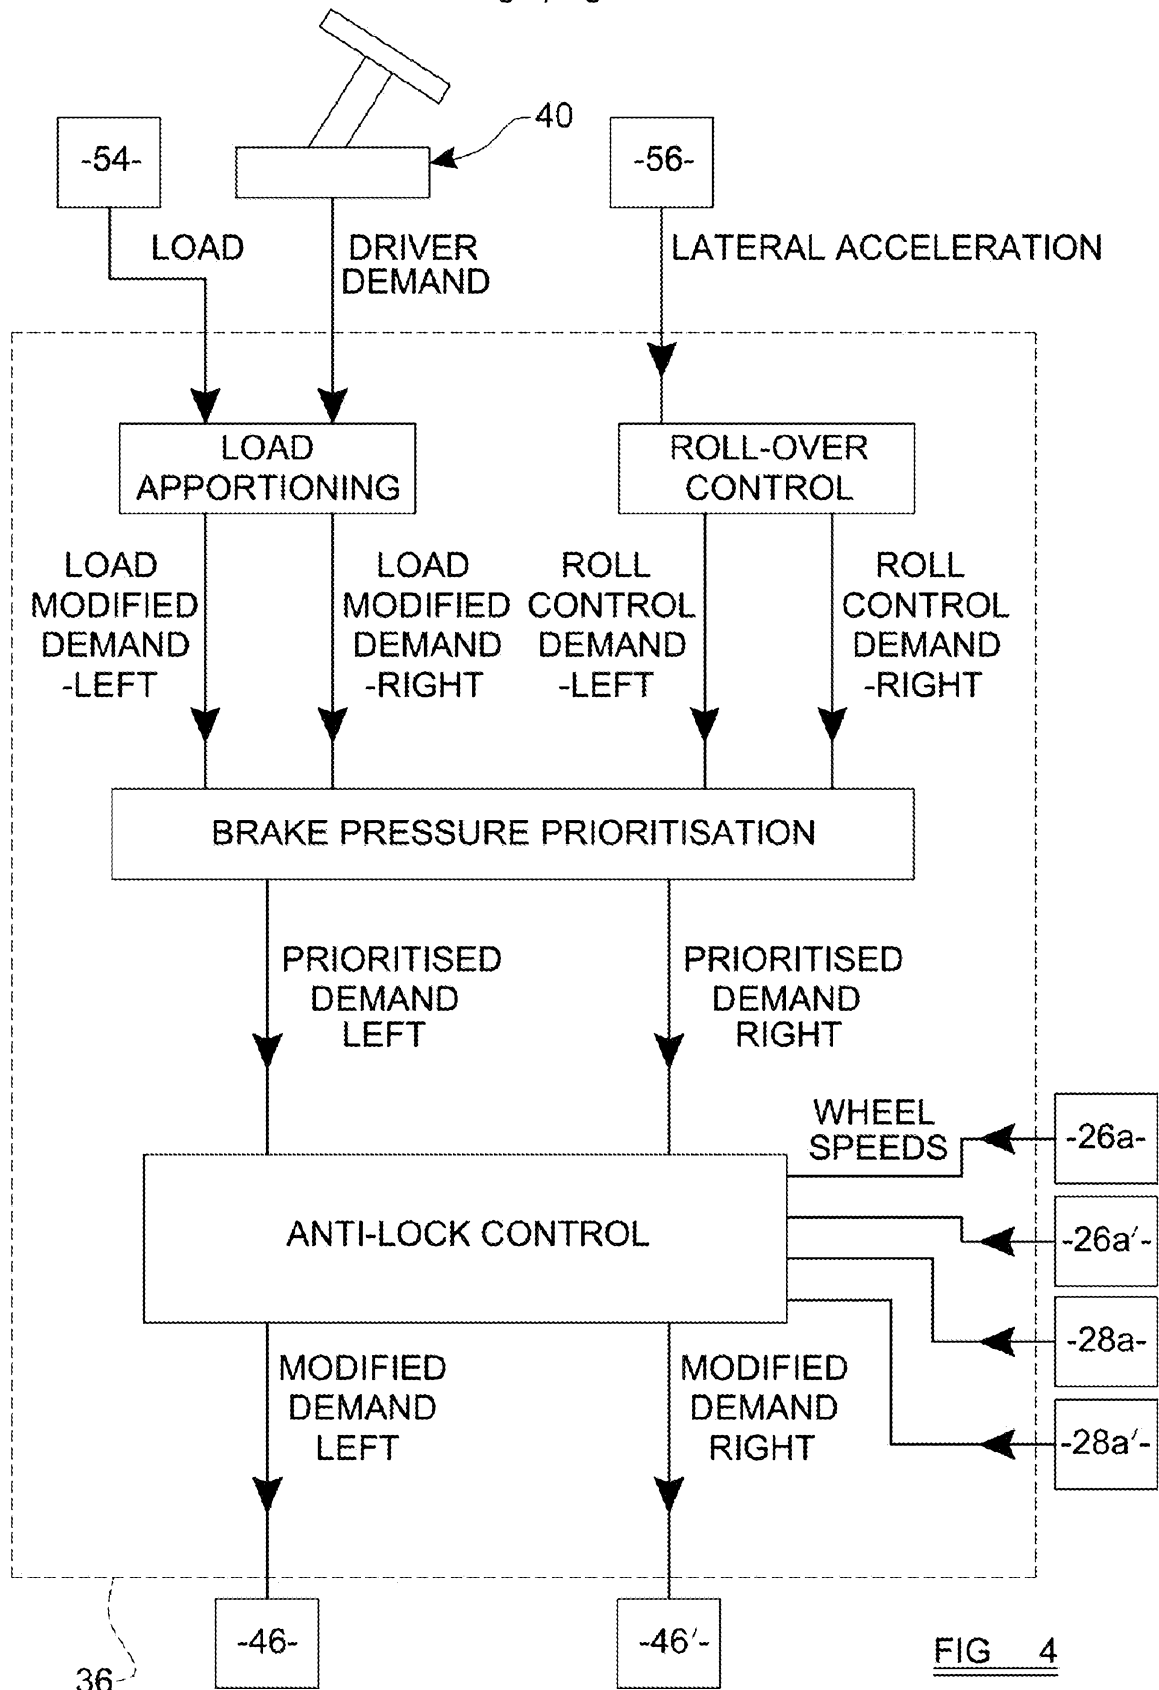 40
-54-
-56-
LOAD
DRIVER
DEMAND
LATERAL ACCELERATION
LOAD
APPORTIONING
ROLL-OVER
CONTROL
LOAD
MODIFIED
DEMAND
-LEFT
LOAD
MODIFIED
DEMAND
-RIGHT
ROLL
CONTROL
DEMAND
-LEFT
ROLL
CONTROL
DEMAND
-RIGHT
BRAKE PRESSURE PRIORITISATION
PRIORITISED
DEMAND
LEFT
PRIORITISED
DEMAND
RIGHT
WHEEL
SPEEDS
-26a-
-26a′-
-28a-
-28a′-
ANTI-LOCK CONTROL
MODIFIED
DEMAND
LEFT
MODIFIED
DEMAND
RIGHT
-46-
-46′-
36
FIG 4